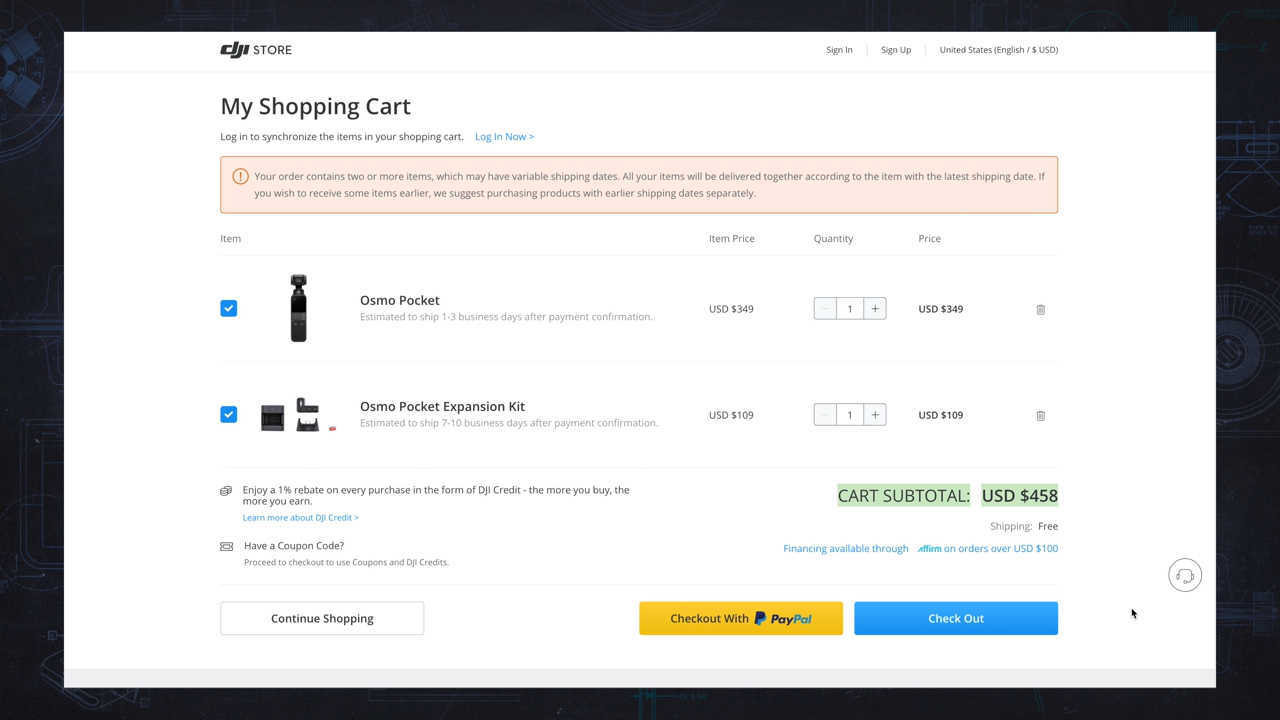 dji STORE
Sign In
Sign Up
United States (English / $ USD)
My Shopping Cart
Log in to synchronize the items in your shopping cart. Log In Now >
Your order contains two or more items, which may have variable shipping dates. All your items will be delivered together according to the item with the latest shipping date. If
you wish to receive some items earlier, we suggest purchasing products with earlier shipping dates separately.
Item
Item Price
Quantity
Price
Osmo Pocket
Estimated to ship 1-3 business days after payment confirmation.
USD $349
1
USD $349
Osmo Pocket Expansion Kit
Estimated to ship 7-10 business days after payment confirmation.
USD $109
1
USD $109
Enjoy a 1% rebate on every purchase in the form of DJI Credit - the more you buy, the
more you earn.
Learn more about DJI Credit >
CART SUBTOTAL: USD $458
Shipping: Free
Have a Coupon Code?
Financing available through affirm on orders over USD $100
Proceed to checkout to use Coupons and DJI Credits.
Continue Shopping
Checkout With PayPal
Check Out